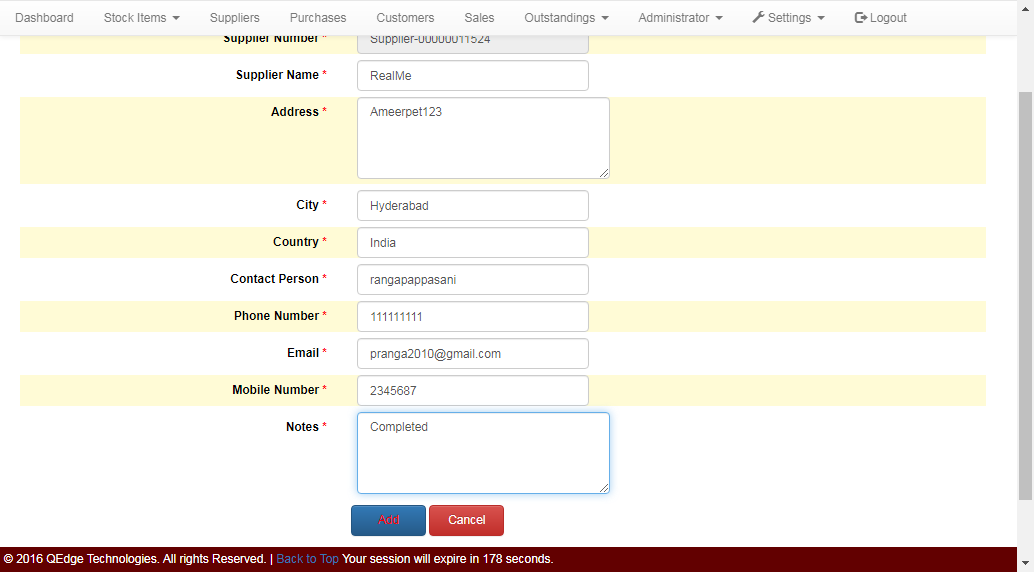 Dashboard Stock Items Suppliers Purchases Customers Sales Outstandings Administrator Settings Logout
Supplier Number * Supplier-00000011524
Supplier Name * RealMe
Address * Ameerpet123
City * Hyderabad
Country * India
Contact Person * rangapappasani
Phone Number * 111111111
Email * pranga2010@gmail.com
Mobile Number * 2345687
Notes * Completed
Add Cancel
© 2016 QEdge Technologies. All rights Reserved. | Back to Top Your session will expire in 178 seconds.